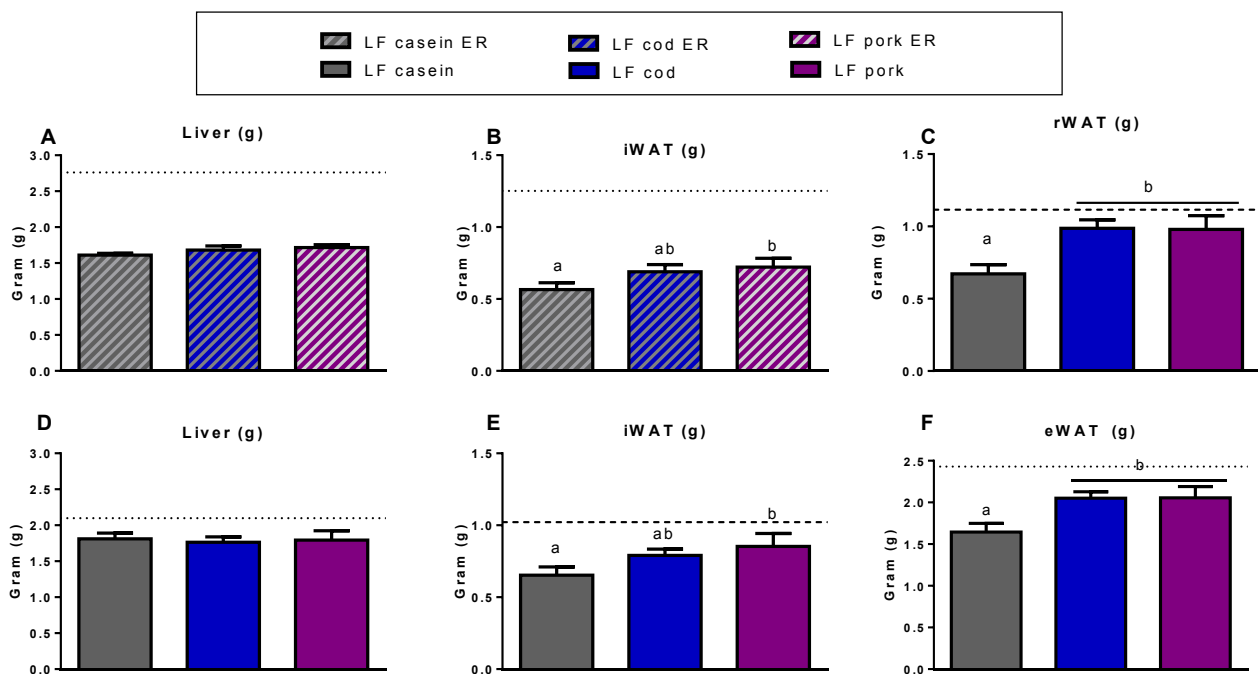 LF casein ER LF cod ER LF pork ER
LF casein LF cod LF pork
A
Liver (g)
Gram (g)
3.0
2.5
2.0
1.5
1.0
0.5
0.0
B
iWAT (g)
Gram (g)
1.5
1.0
0.5
0.0
a
ab
b
C
rWAT (g)
Gram (g)
1.5
1.0
0.5
0.0
a
b
D
Liver (g)
Gram (g)
3.0
2.5
2.0
1.5
1.0
0.5
0.0
E
iWAT (g)
Gram (g)
1.5
1.0
0.5
0.0
a
ab
b
F
eWAT (g)
Gram (g)
2.5
2.0
1.5
1.0
0.5
0.0
a
b